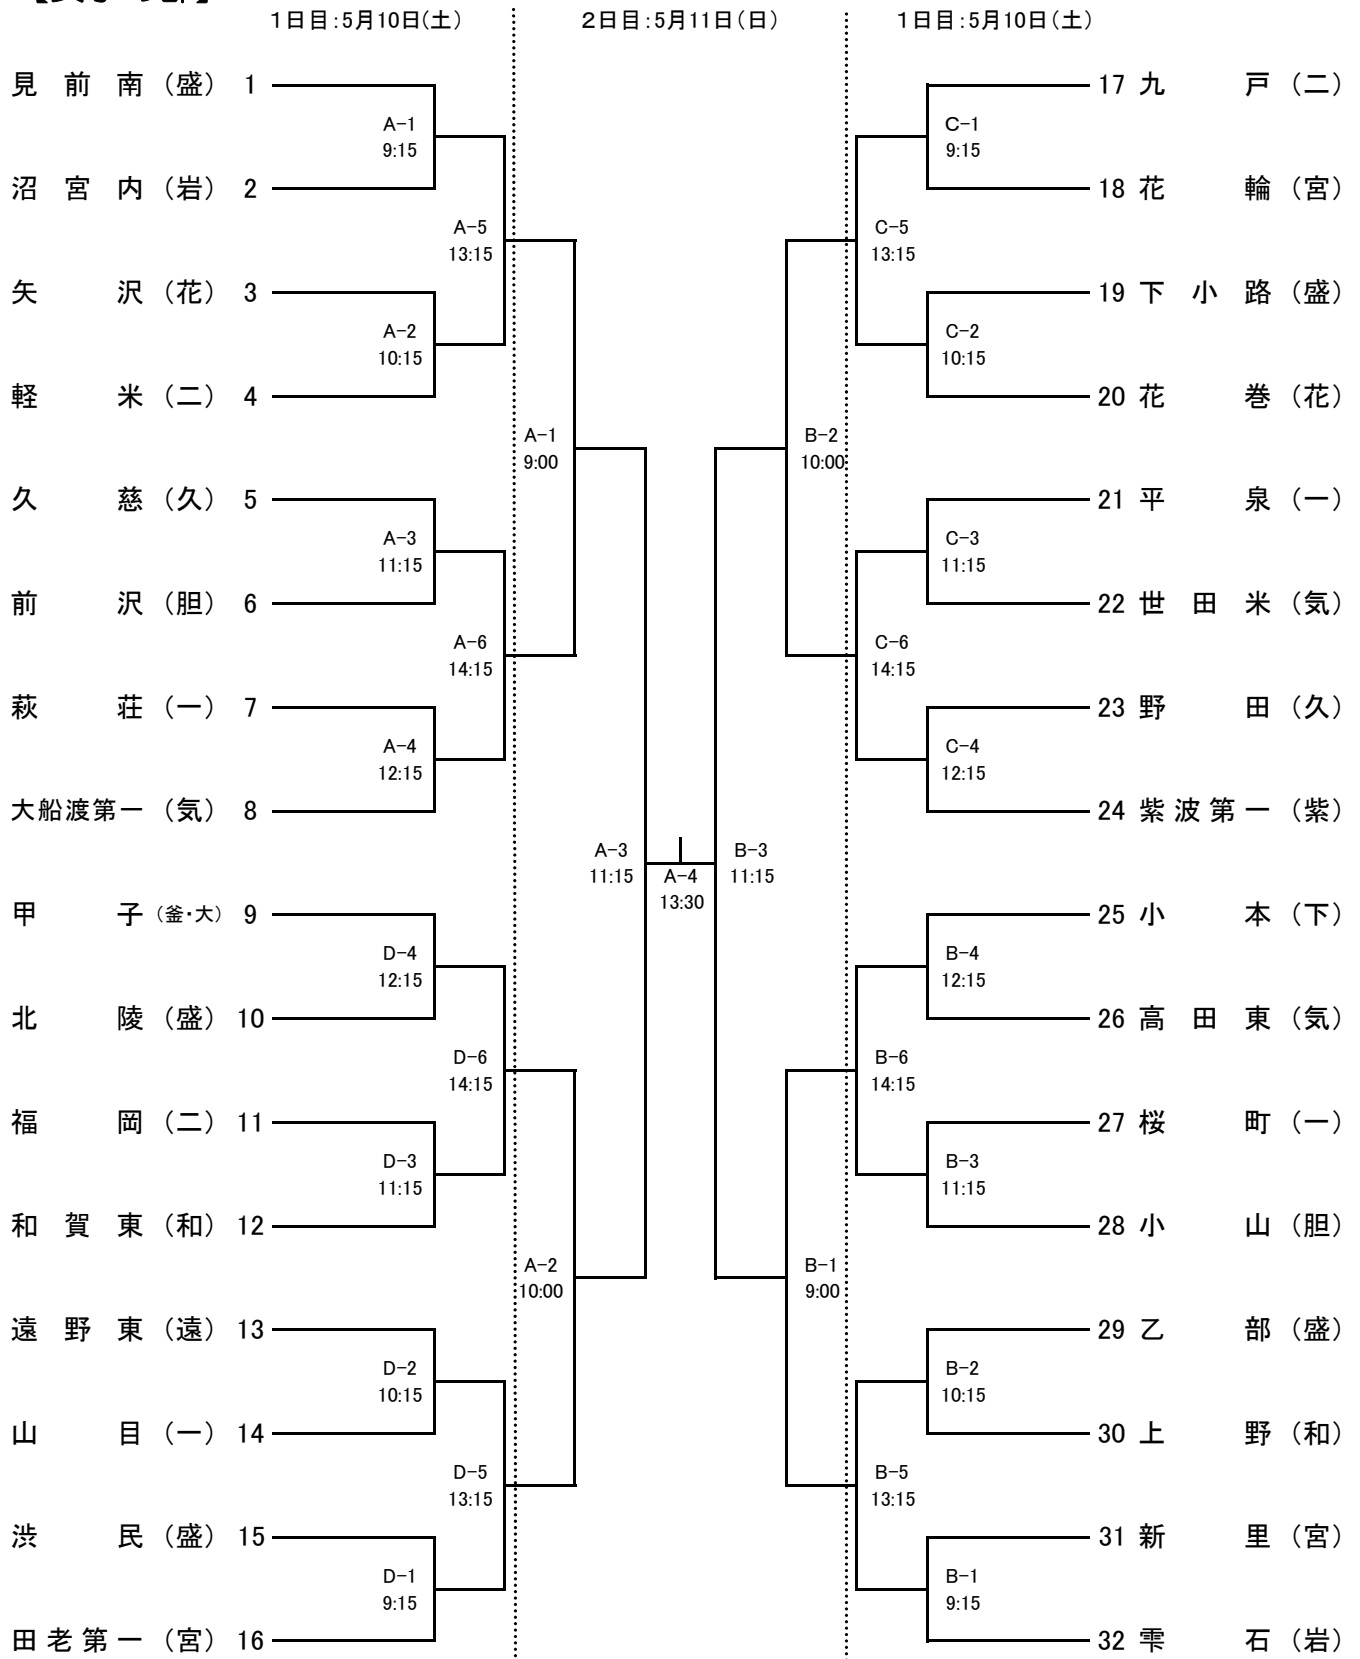 1日目：5月10日(土)　2日目：5月11日(日)　1日目：5月10日(土)
見前南（盛） 1　17 九戸（二）
A-1　C-1
9:15　9:15
沼宮内（岩） 2　18 花輪（宮）
A-5　C-5
13:15　13:15
矢沢（花） 3　19 下小路（盛）
A-2　C-2
10:15　10:15
軽米（二） 4　20 花巻（花）
A-1　B-2
9:00　10:00
久慈（久） 5　21 平泉（一）
A-3　C-3
11:15　11:15
前沢（胆） 6　22 世田米（気）
A-6　C-6
14:15　14:15
萩荘（一） 7　23 野田（久）
A-4　C-4
12:15　12:15
大船渡第一（気） 8　24 紫波第一（紫）
A-3　B-3
11:15　A-4　11:15
13:30
甲子（釜・大） 9　25 小本（下）
D-4　B-4
12:15　12:15
北陵（盛） 10　26 高田東（気）
D-6　B-6
14:15　14:15
福岡（二） 11　27 桜町（一）
D-3　B-3
11:15　11:15
和賀東（和） 12　28 小山（胆）
A-2　B-1
10:00　9:00
遠野東（遠） 13　29 乙部（盛）
D-2　B-2
10:15　10:15
山目（一） 14　30 上野（和）
D-5　B-5
13:15　13:15
渋民（盛） 15　31 新里（宮）
D-1　B-1
9:15　9:15
田老第一（宮） 16　32 雫石（岩）